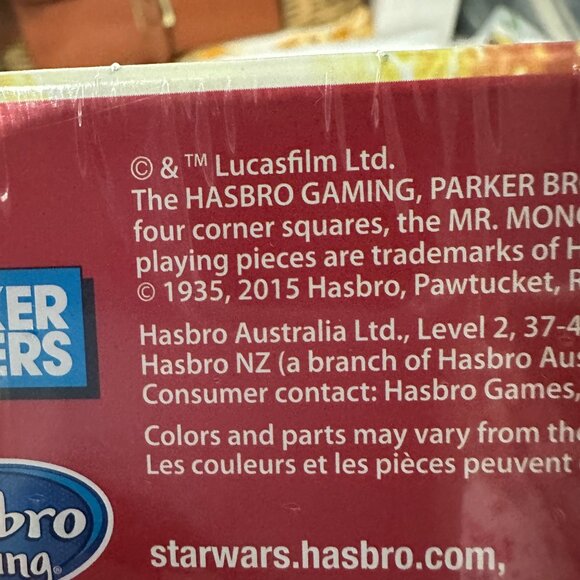 © & ™ Lucasfilm Ltd.
The HASBRO GAMING, PARKER BR
four corner squares, the MR. MONO
playing pieces are trademarks of H
© 1935, 2015 Hasbro, Pawtucket, R
KER
ERS
Hasbro Australia Ltd., Level 2, 37-4
Hasbro NZ (a branch of Hasbro Aus
Consumer contact: Hasbro Games,
Colors and parts may vary from the
Les couleurs et les pièces peuvent
bro
ng
starwars.hasbro.com,